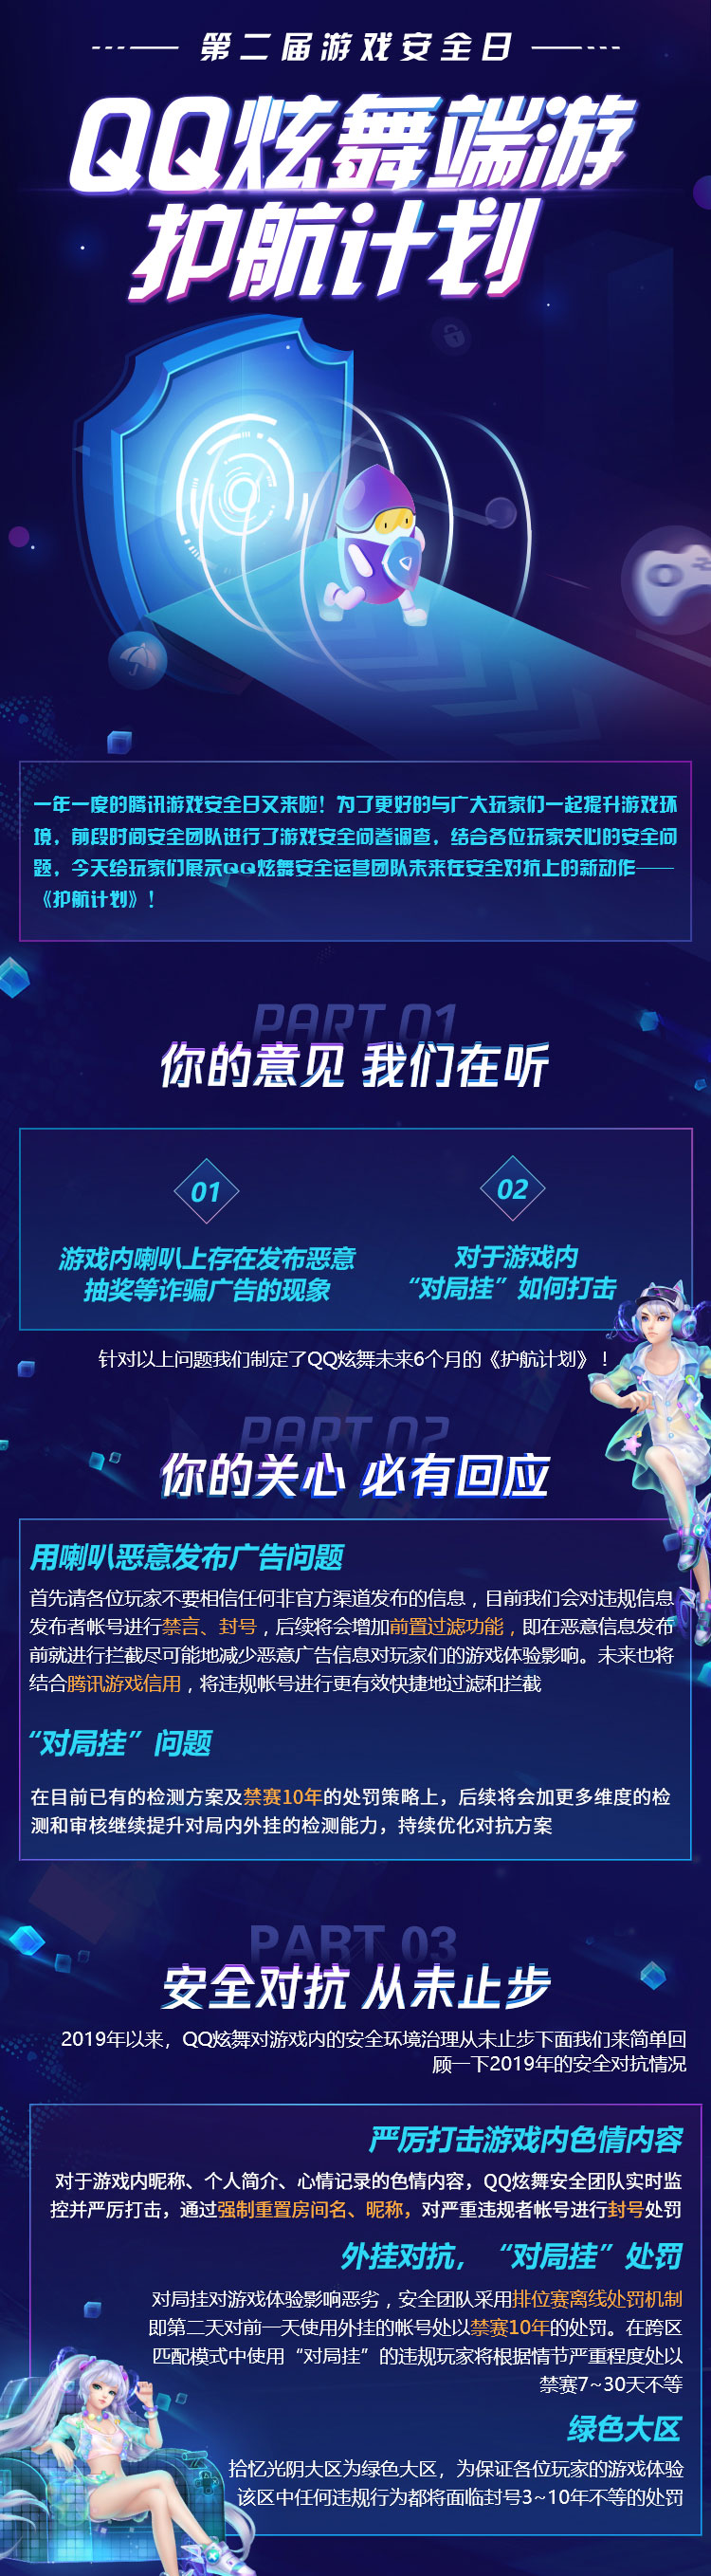 第二届游戏安全日
QQ炫舞端游
护航计划
一年一度的腾讯游戏安全日又来啦！为了更好的与广大玩家们一起提升游戏环
境，前段时间安全团队进行了游戏安全问卷调查，结合各位玩家关心的安全问
题，今天给玩家们展示QQ炫舞安全运营团队未来在安全对抗上的新动作——
《护航计划》！
PART 01
你的意见 我们在听
01
02
游戏内喇叭上存在发布恶意
抽奖等诈骗广告的现象
对于游戏内
“对局挂”如何打击
针对以上问题我们制定了QQ炫舞未来6个月的《护航计划》！
PART 02
你的关心 必有回应
用喇叭恶意发布广告问题
首先请各位玩家不要相信任何非官方渠道发布的信息，目前我们会对违规信息
发布者帐号进行禁言、封号，后续将会增加前置过滤功能，即在恶意信息发布
前就进行拦截尽可能地减少恶意广告信息对玩家们的游戏体验影响。未来也将
结合腾讯游戏信用，将违规帐号进行更有效快捷地过滤和拦截
“对局挂”问题
在目前已有的检测方案及禁赛10年的处罚策略上，后续将会加更多维度的检
测和审核继续提升对局内外挂的检测能力，持续优化对抗方案
PART 03
安全对抗 从未止步
2019年以来，QQ炫舞对游戏内的安全环境治理从未止步下面我们来简单回
顾一下2019年的安全对抗情况
严厉打击游戏内色情内容
对于游戏内昵称、个人简介、心情记录的色情内容，QQ炫舞安全团队实时监
控并严厉打击，通过强制重置房间名、昵称，对严重违规者帐号进行封号处罚
外挂对抗，“对局挂”处罚
对局挂对游戏体验影响恶劣，安全团队采用排位赛离线处罚机制
即第二天对前一天使用外挂的帐号处以禁赛10年的处罚。在跨区
匹配模式中使用“对局挂”的违规玩家将根据情节严重程度处以
禁赛7~30天不等
绿色大区
拾忆光阴大区为绿色大区，为保证各位玩家的游戏体验
该区中任何违规行为都将面临封号3~10年不等的处罚